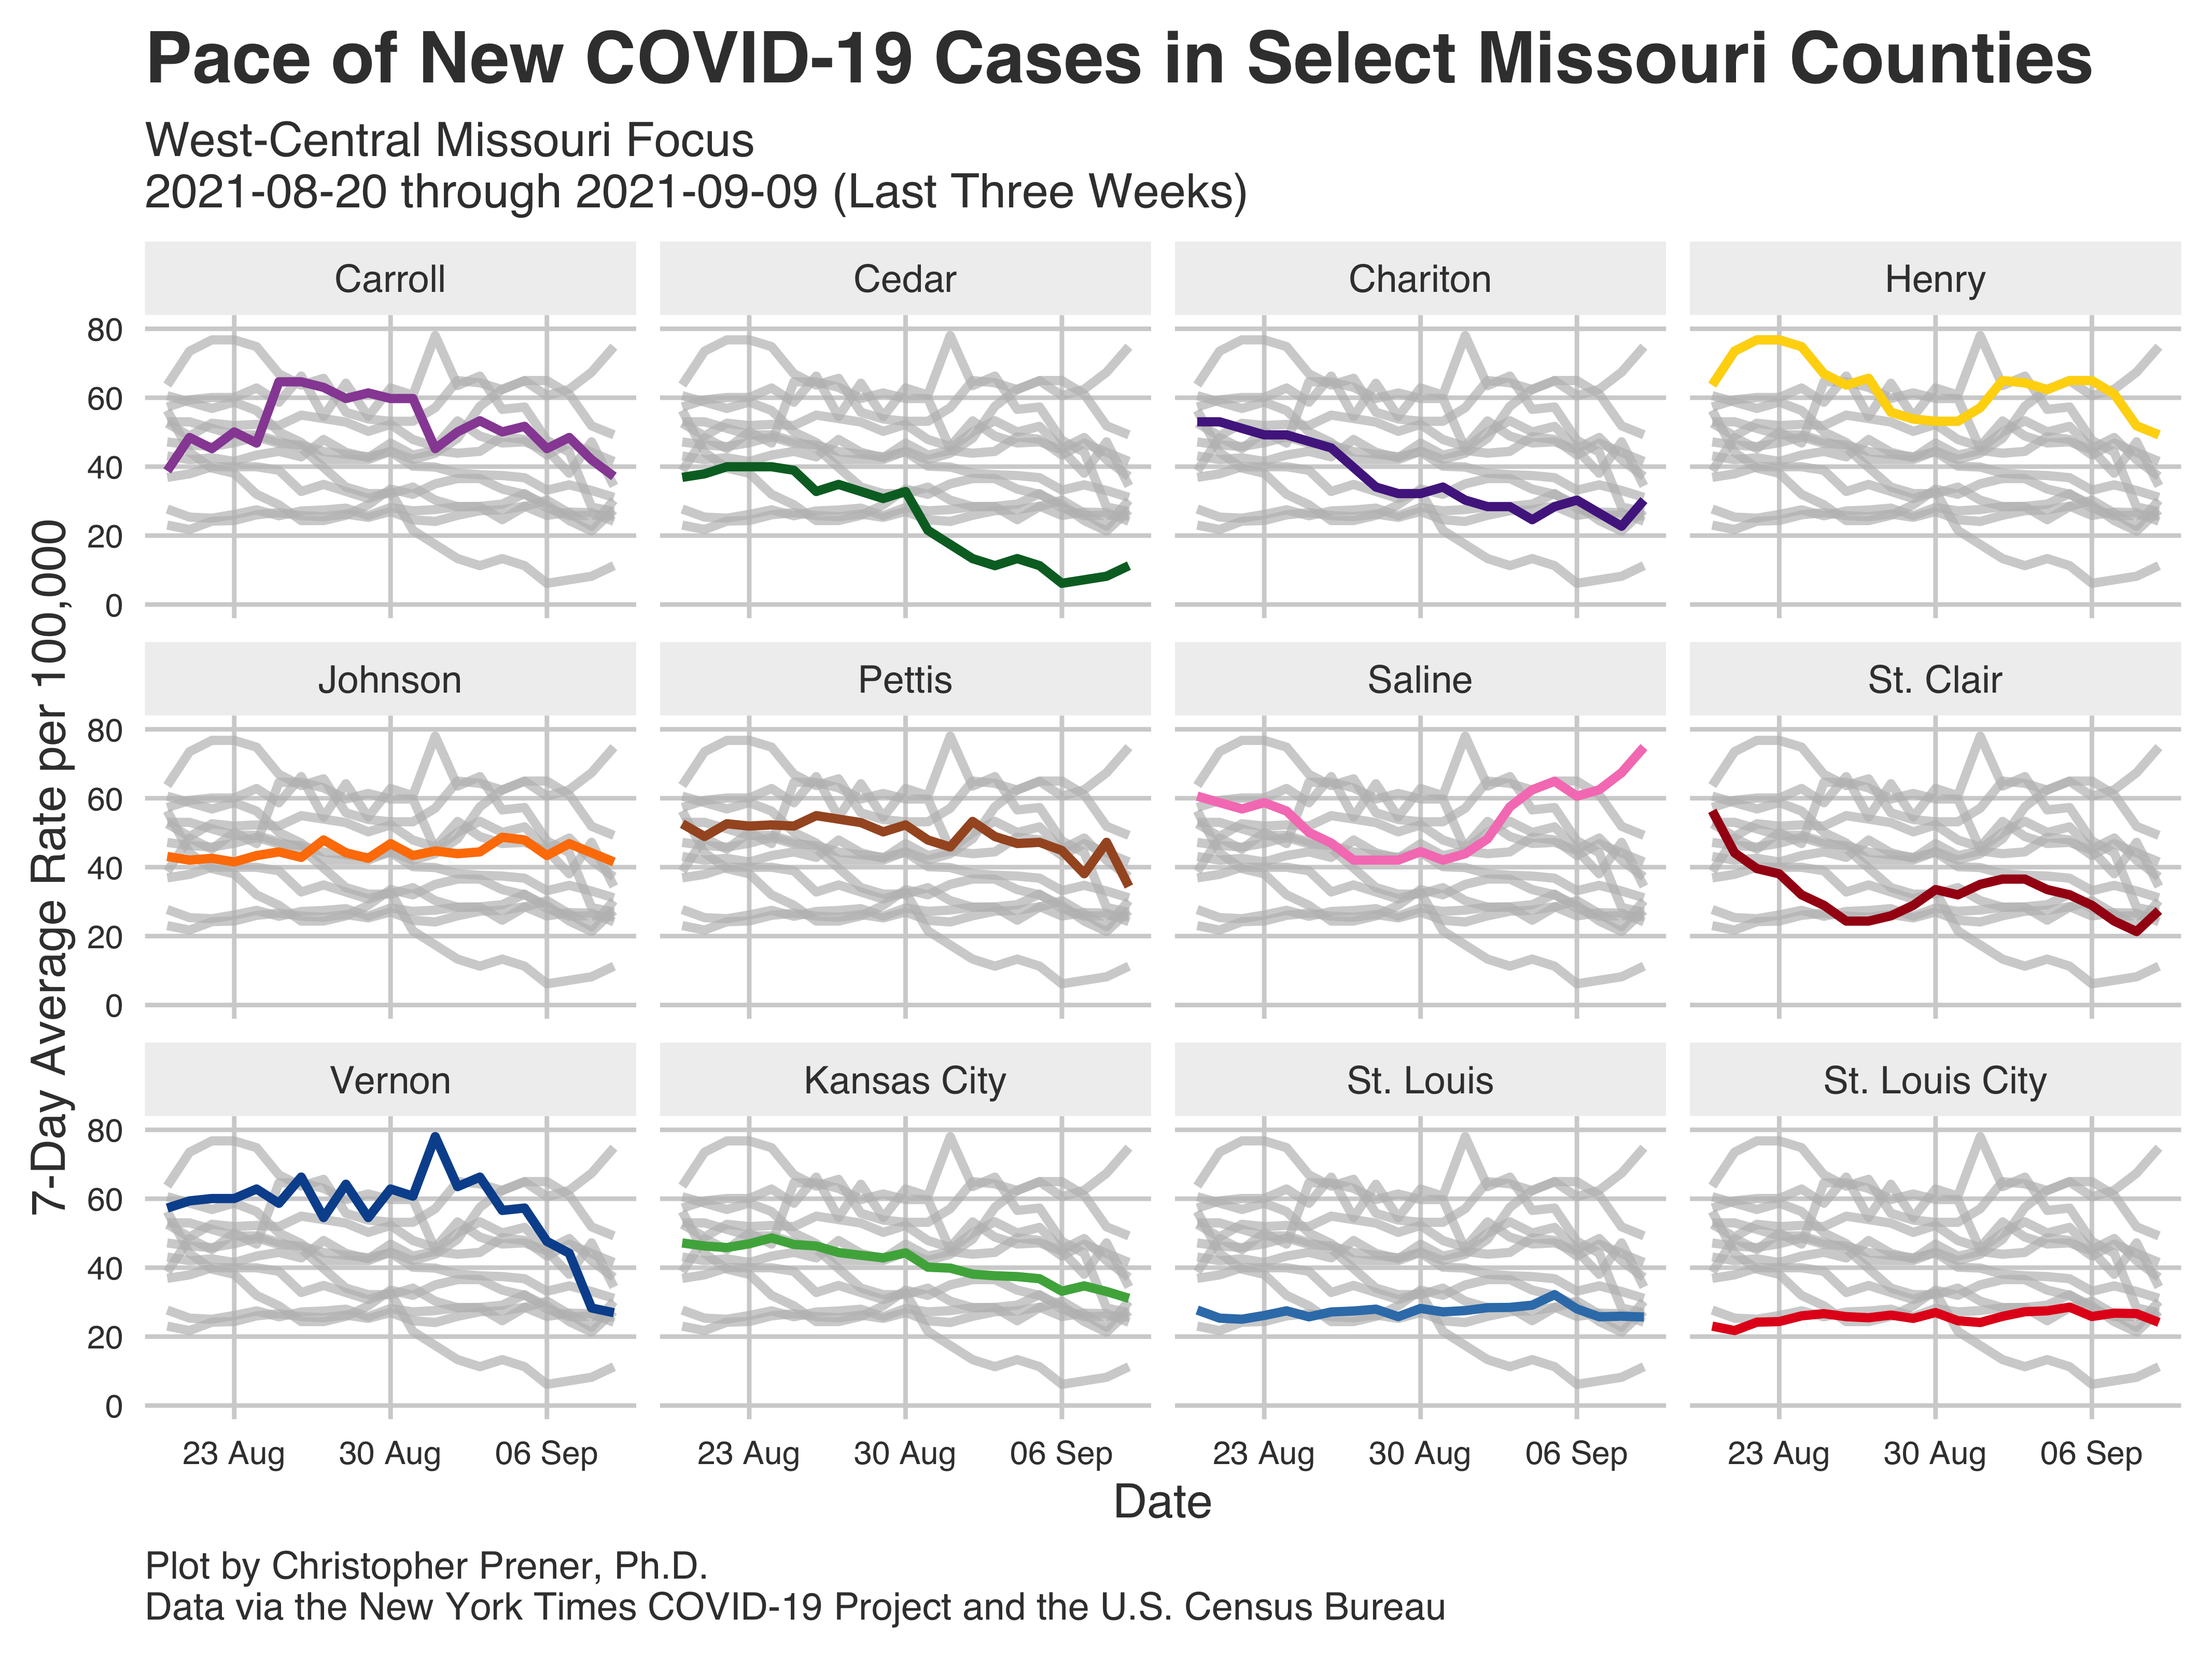 Pace of New COVID-19 Cases in Select Missouri Counties
West-Central Missouri Focus
2021-08-20 through 2021-09-09 (Last Three Weeks)
7-Day Average Rate per 100,000
Carroll
Cedar
Chariton
Henry
80
60
40
20
0
Johnson
Pettis
Saline
St. Clair
80
60
40
20
0
Vernon
Kansas City
St. Louis
St. Louis City
80
60
40
20
0
23 Aug 30 Aug 06 Sep
23 Aug 30 Aug 06 Sep
23 Aug 30 Aug 06 Sep
23 Aug 30 Aug 06 Sep
Date
Plot by Christopher Prener, Ph.D.
Data via the New York Times COVID-19 Project and the U.S. Census Bureau